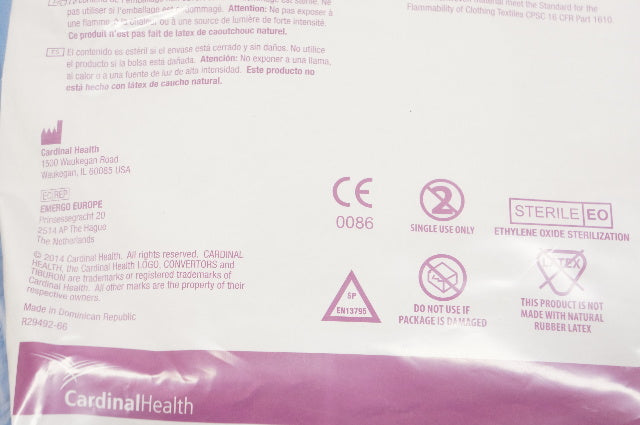 pas utiliser si l'emballage est endommagé. Attention: Ne pas exposer à
une flamme, à la chaleur ou à une source de lumière de forte intensité.
Ce produit n'est pas fait de latex de caoutchouc naturel.
ES El contenido es estéril si el envase está cerrado y sin daños. No utilice
el producto si la bolsa está dañada. Atención: No exponer a una llama,
al calor o a una fuente de luz de alta intensidad. Este producto no
está hecho con látex de caucho natural.
material meet the Standard for the
Flammability of Clothing Textiles CPSC 16 CFR Part 1610.
Cardinal Health
1500 Waukegan Road
Waukegan, IL 60085 USA
EC REP
EMERGO EUROPE
Prinsessegracht 20
2514 AP The Hague
The Netherlands
© 2014 Cardinal Health. All rights reserved. CARDINAL
HEALTH, the Cardinal Health LOGO, CONVERTORS and
TIBURON are trademarks or registered trademarks of
Cardinal Health. All other marks are the property of their
respective owners.
Made in Dominican Republic
R29492-66
CE
0086
2
SINGLE USE ONLY
STERILE EO
ETHYLENE OXIDE STERILIZATION
SP
EN13795
DO NOT USE IF
PACKAGE IS DAMAGED
LATEX
THIS PRODUCT IS NOT
MADE WITH NATURAL
RUBBER LATEX
CardinalHealth